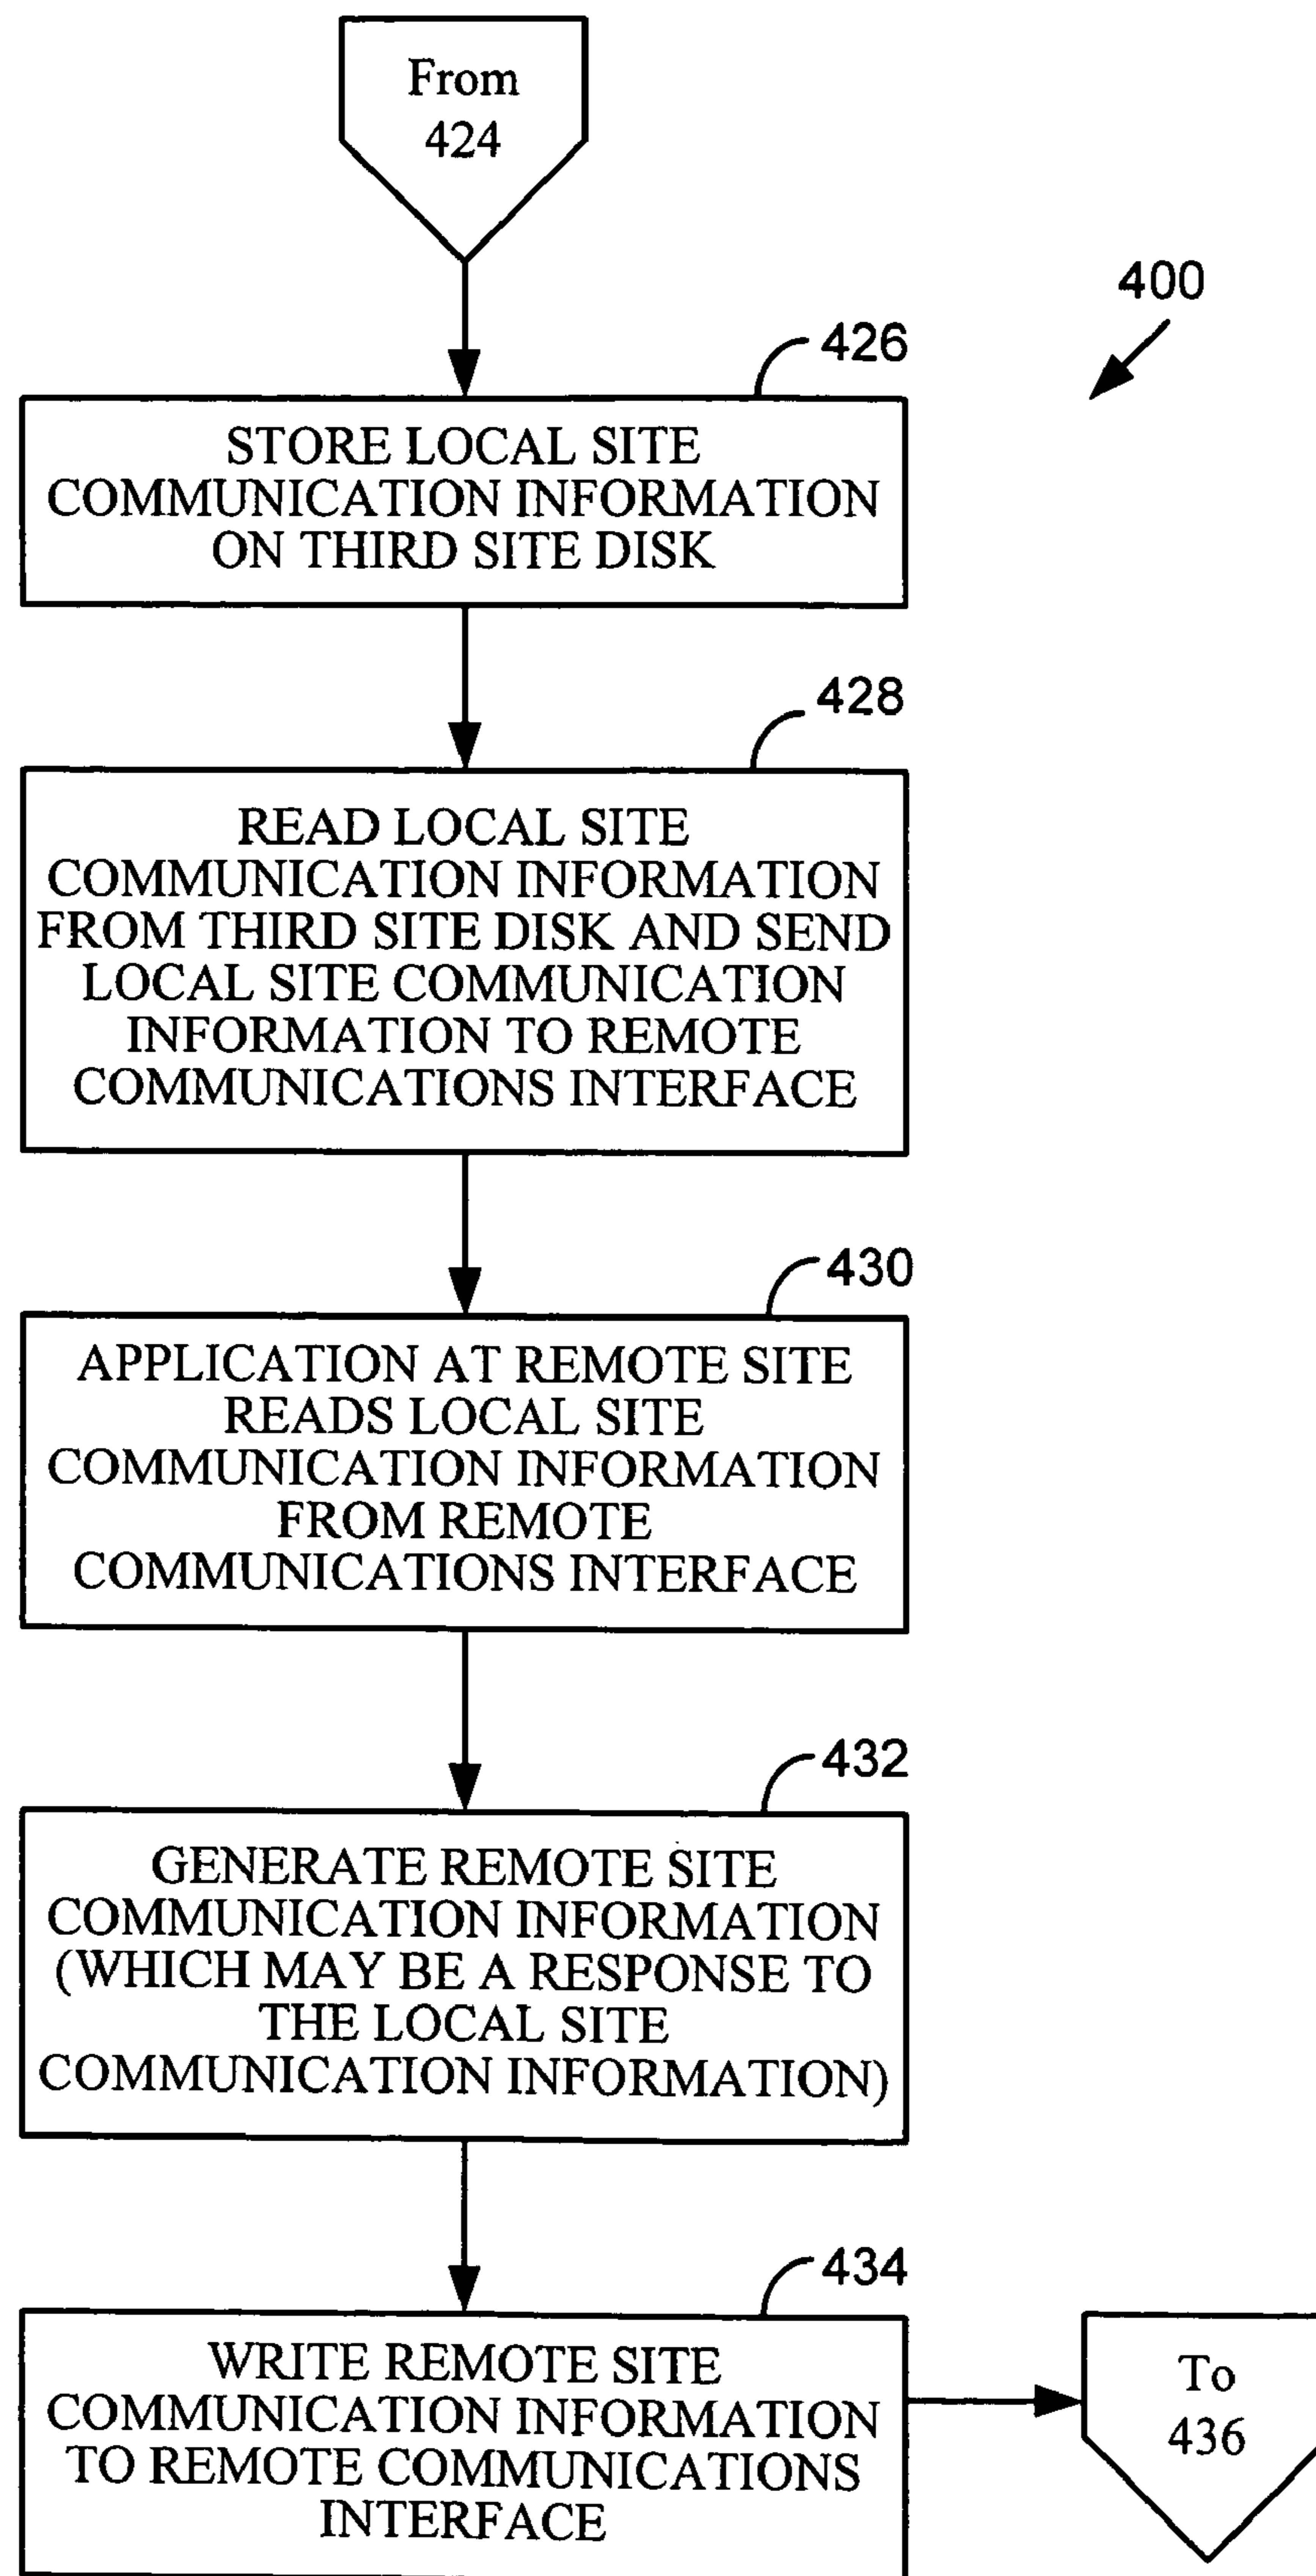 From
424
400
426
STORE LOCAL SITE
COMMUNICATION INFORMATION
ON THIRD SITE DISK
428
READ LOCAL SITE
COMMUNICATION INFORMATION
FROM THIRD SITE DISK AND SEND
LOCAL SITE COMMUNICATION
INFORMATION TO REMOTE
COMMUNICATIONS INTERFACE
430
APPLICATION AT REMOTE SITE
READS LOCAL SITE
COMMUNICATION INFORMATION
FROM REMOTE
COMMUNICATIONS INTERFACE
432
GENERATE REMOTE SITE
COMMUNICATION INFORMATION
(WHICH MAY BE A RESPONSE TO
THE LOCAL SITE
COMMUNICATION INFORMATION)
434
WRITE REMOTE SITE
COMMUNICATION INFORMATION
TO REMOTE COMMUNICATIONS
INTERFACE
To
436